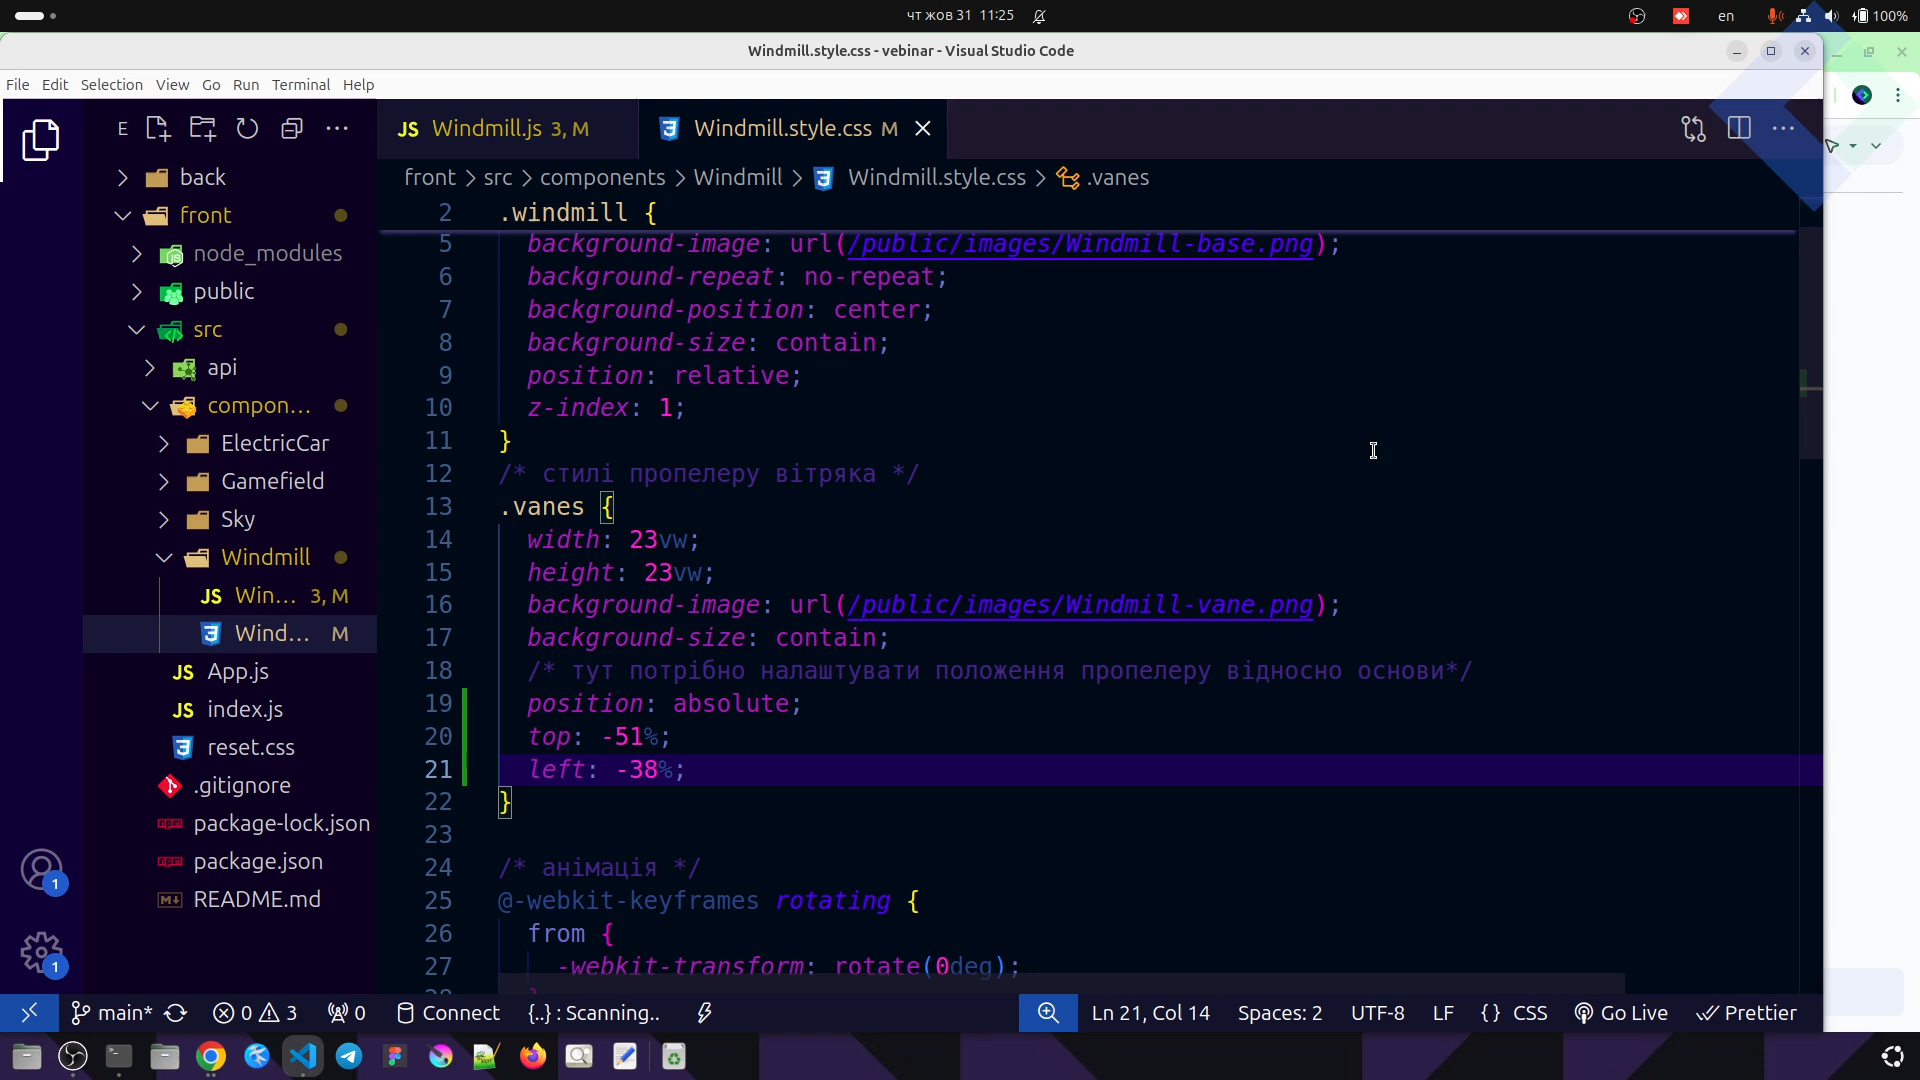 чт жов 31 11:25
en
100%
Windmill.style.css - vebinar - Visual Studio Code
File Edit Selection View Go Run Terminal Help
E
JS Windmill.js 3, M
Windmill.style.css M
front > src > components > Windmill > Windmill.style.css > .vanes
back
front
node_modules
public
src
api
compon...
ElectricCar
Gamefield
Sky
Windmill
JS Win... 3, M
Wind... M
JS App.js
JS index.js
reset.css
.gitignore
package-lock.json
package.json
README.md
2 .windmill {
5 background-image: url(/public/images/Windmill-base.png);
6 background-repeat: no-repeat;
7 background-position: center;
8 background-size: contain;
9 position: relative;
10 z-index: 1;
11 }
12 /* стилі пропелеру вітряка */
13 .vanes {
14 width: 23vw;
15 height: 23vw;
16 background-image: url(/public/images/Windmill-vane.png);
17 background-size: contain;
18 /* тут потрібно налаштувати положення пропелеру відносно основи*/
19 position: absolute;
20 top: -51%;
21 left: -38%;
22 }
23
24 /* анімація */
25 @-webkit-keyframes rotating {
26 from {
27 -webkit-transform: rotate(0deg);
1
1
main* 0 3 0 Connect {..} : Scanning.. Ln 21, Col 14 Spaces: 2 UTF-8 LF {} CSS Go Live Prettier